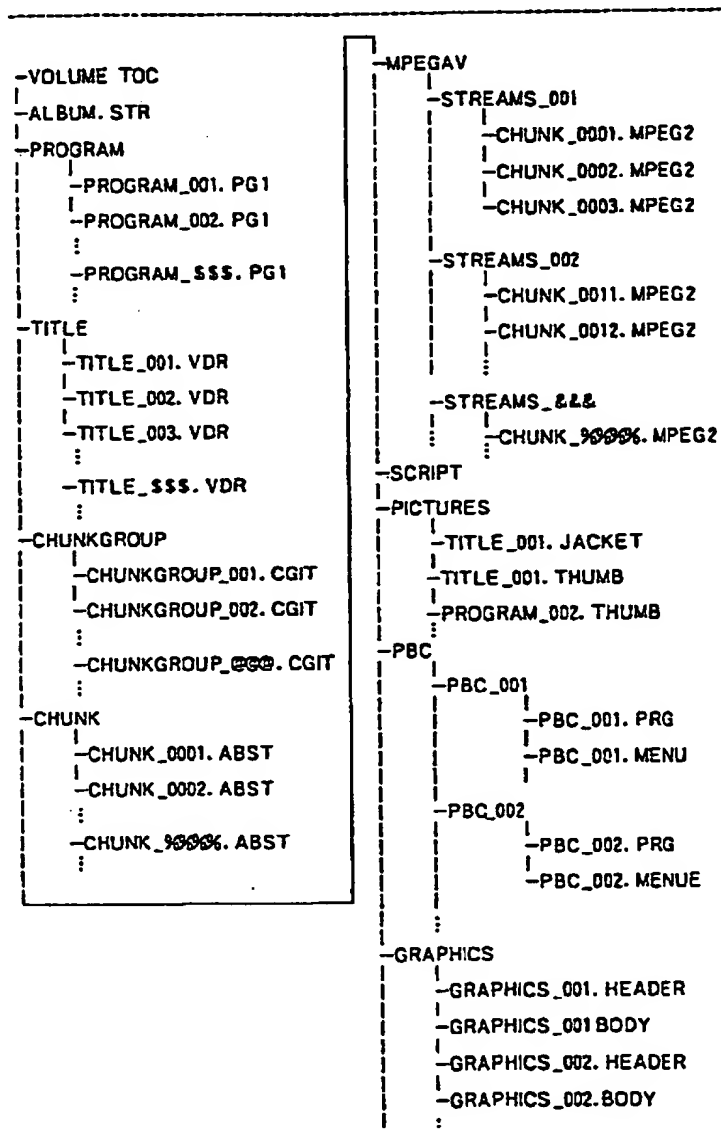 VOLUME TOC
ALBUM. STR
PROGRAM
PROGRAM_001. PG1
PROGRAM_002. PG1
PROGRAM_$$$. PG1
TITLE
TITLE_001. VDR
TITLE_002. VDR
TITLE_003. VDR
TITLE_$$$. VDR
CHUNKGROUP
CHUNKGROUP_001. CGIT
CHUNKGROUP_002. CGIT
CHUNKGROUP_@@@. CGIT
CHUNK
CHUNK_0001. ABST
CHUNK_0002. ABST
CHUNK_%%%%. ABST
MPEGAV
STREAMS_001
CHUNK_0001. MPEG2
CHUNK_0002. MPEG2
CHUNK_0003. MPEG2
STREAMS_002
CHUNK_0011. MPEG2
CHUNK_0012. MPEG2
STREAMS_&&&
CHUNK_%%%%. MPEG2
SCRIPT
PICTURES
TITLE_001. JACKET
TITLE_001. THUMB
PROGRAM_002. THUMB
PBC
PBC_001
PBC_001. PRG
PBC_001. MENU
PBC_002
PBC_002. PRG
PBC_002. MENUE
GRAPHICS
GRAPHICS_001. HEADER
GRAPHICS_001 BODY
GRAPHICS_002. HEADER
GRAPHICS_002.BODY